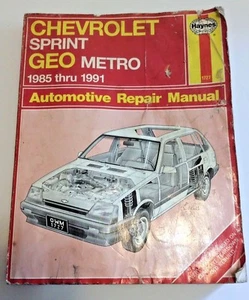 CHEVROLET
SPRINT
GEO METRO
1985 thru 1991
Haynes
Automotive Repair Manual